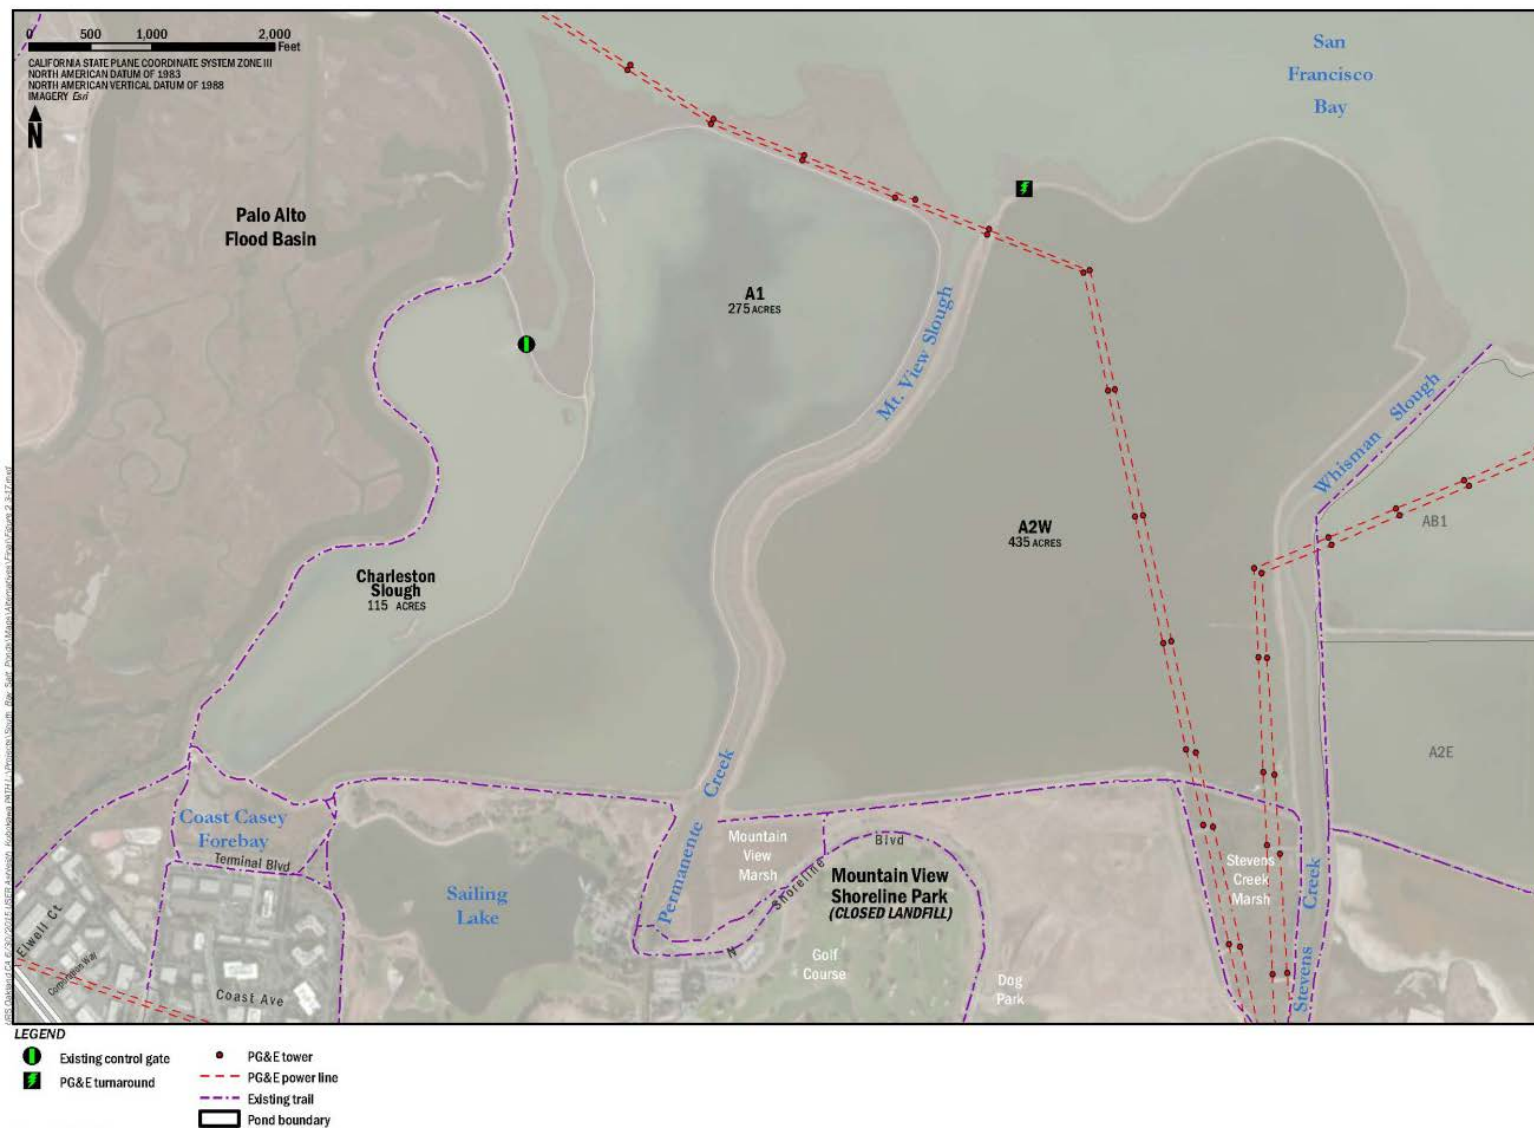 0 500 1,000 2,000
Feet
CALIFORNIA STATE PLANE COORDINATE SYSTEM ZONE III
NORTH AMERICAN DATUM OF 1983
NORTH AMERICAN VERTICAL DATUM OF 1988
IMAGERY Esri
N
San
Francisco
Bay
Palo Alto
Flood Basin
A1
275 ACRES
Mt. View Slough
Whisman Slough
AB1
A2W
435 ACRES
Charleston
Slough
115 ACRES
A2E
Coast Casey
Forebay
Terminal Blvd
Permanente Creek
Mountain
View
Marsh
N Shoreline Blvd
Mountain View
Shoreline Park
(CLOSED LANDFILL)
Stevens
Creek
Marsh
Sailing
Lake
Stevens Creek
Elwell Ct
Corporation Way
Coast Ave
Golf
Course
Dog
Park
LEGEND
Existing control gate
PG&E turnaround
PG&E tower
PG&E power line
Existing trail
Pond boundary